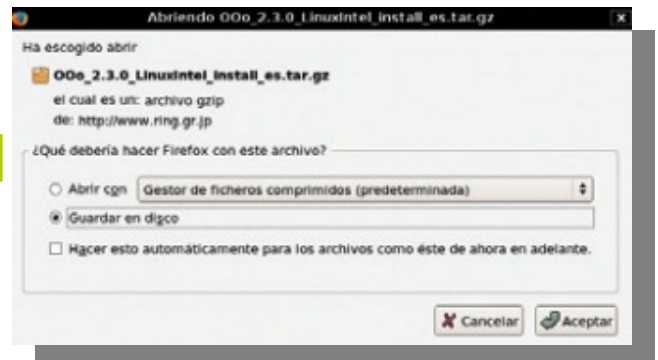 Abriendo OOo_2.3.0_LinuxIntel_install_es.tar.gz
Ha escogido abrir
OOo_2.3.0_LinuxIntel_install_es.tar.gz
el cual es un: archivo gzip
de: http://www.ring.gr.jp
¿Qué debería hacer Firefox con este archivo?
Abrir con Gestor de ficheros comprimidos (predeterminada)
Guardar en disco
Hacer esto automáticamente para los archivos como éste de ahora en adelante.
Cancelar Aceptar